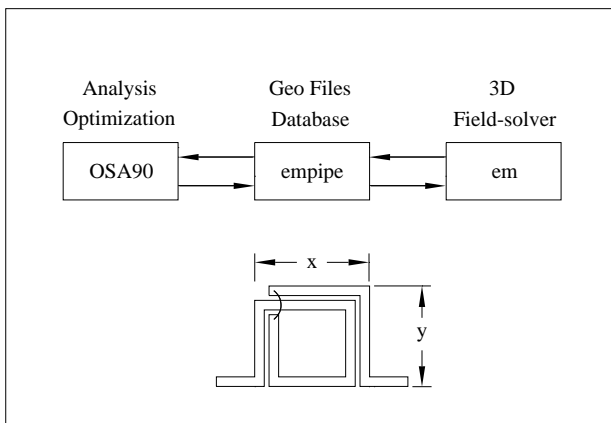 Analysis
Optimization
Geo Files
Database
3D
Field-solver
OSA90
empipe
em
x
y